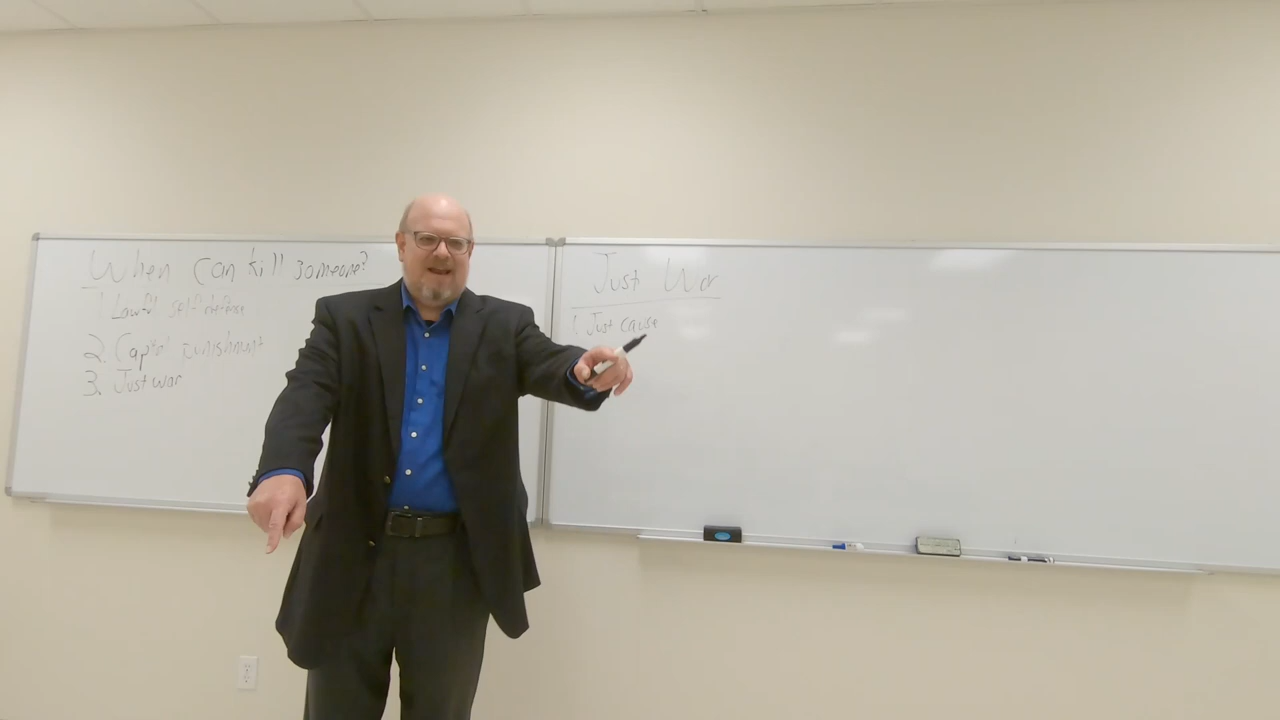 When can kill someone?
1. Lawful self-defense
2. Capital punishment
3. Just war
Just War
1. Just cause